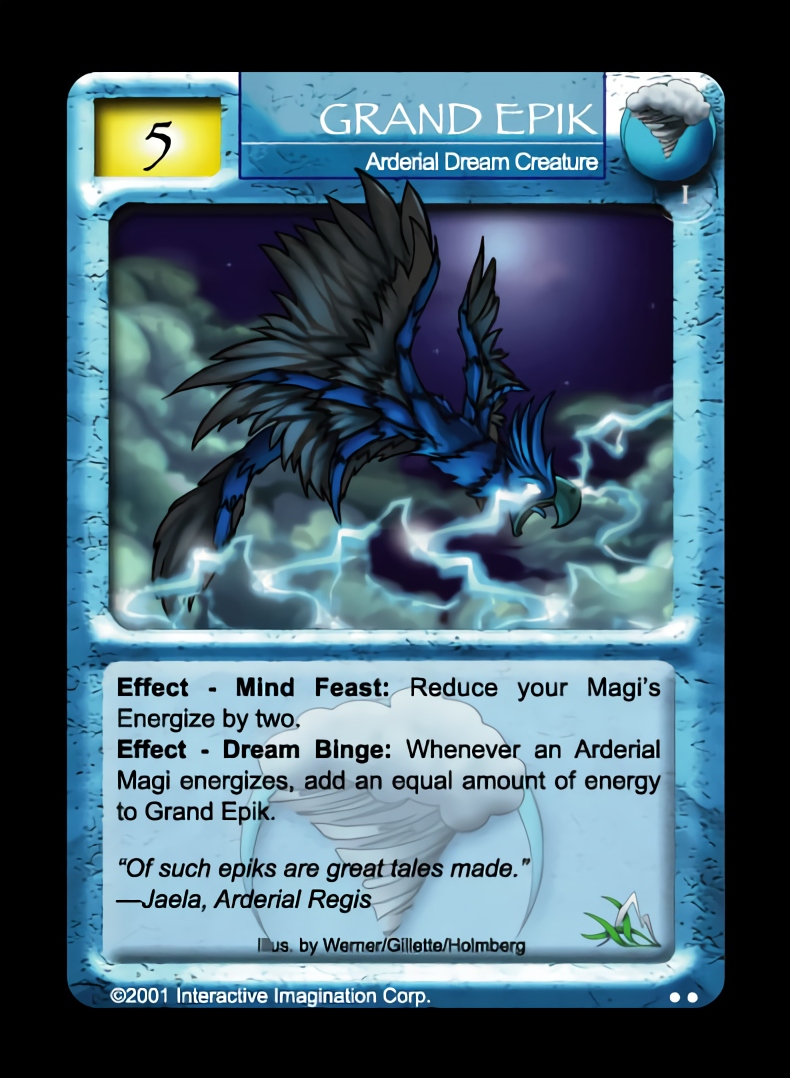 5
GRAND EPIK
Arderial Dream Creature
I
Effect - Mind Feast: Reduce your Magi's
Energize by two.
Effect - Dream Binge: Whenever an Arderial
Magi energizes, add an equal amount of energy
to Grand Epik.
“Of such epiks are great tales made.”
—Jaela, Arderial Regis
Illus. by Werner/Gillette/Holmberg
©2001 Interactive Imagination Corp.